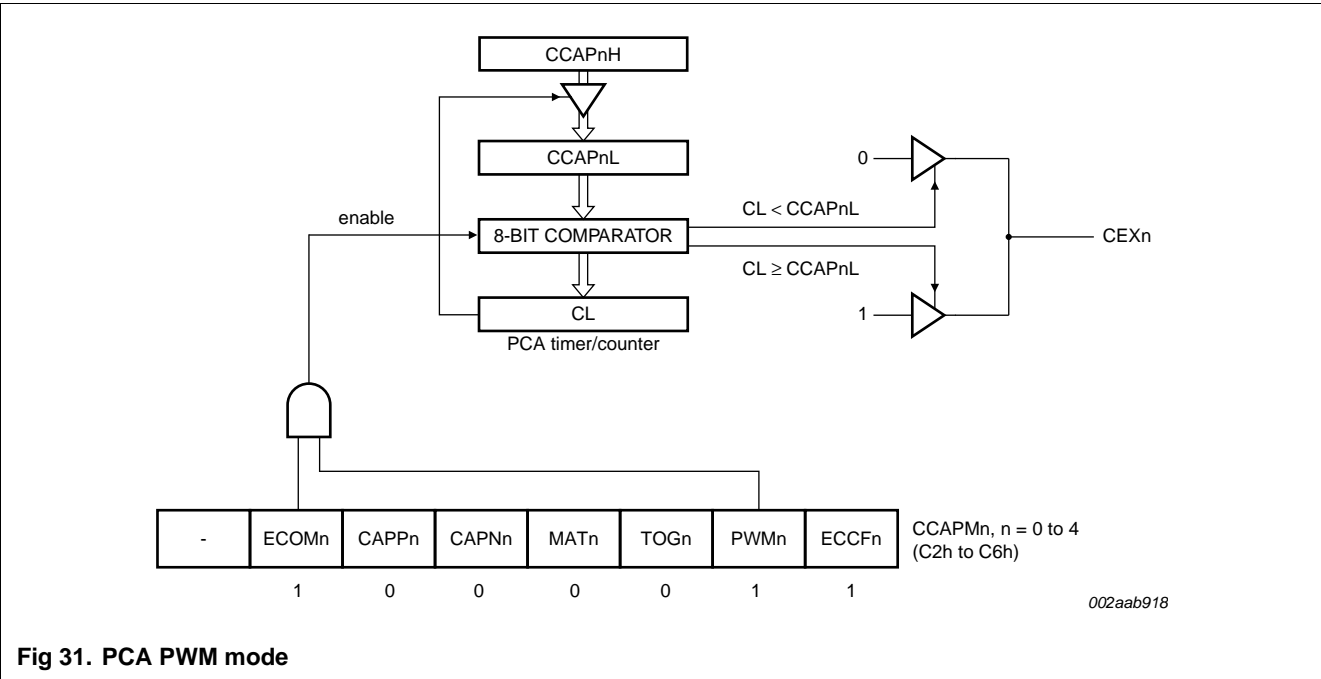 CCAPnH
CCAPnL
0
CL < CCAPnL
enable
8-BIT COMPARATOR
CEXn
CL ≥ CCAPnL
CL
1
PCA timer/counter
- ECOMn CAPPn CAPNn MATn TOGn PWMn ECCFn
CCAPMn, n = 0 to 4
(C2h to C6h)
1 0 0 0 0 1 1
002aab918
Fig 31. PCA PWM mode